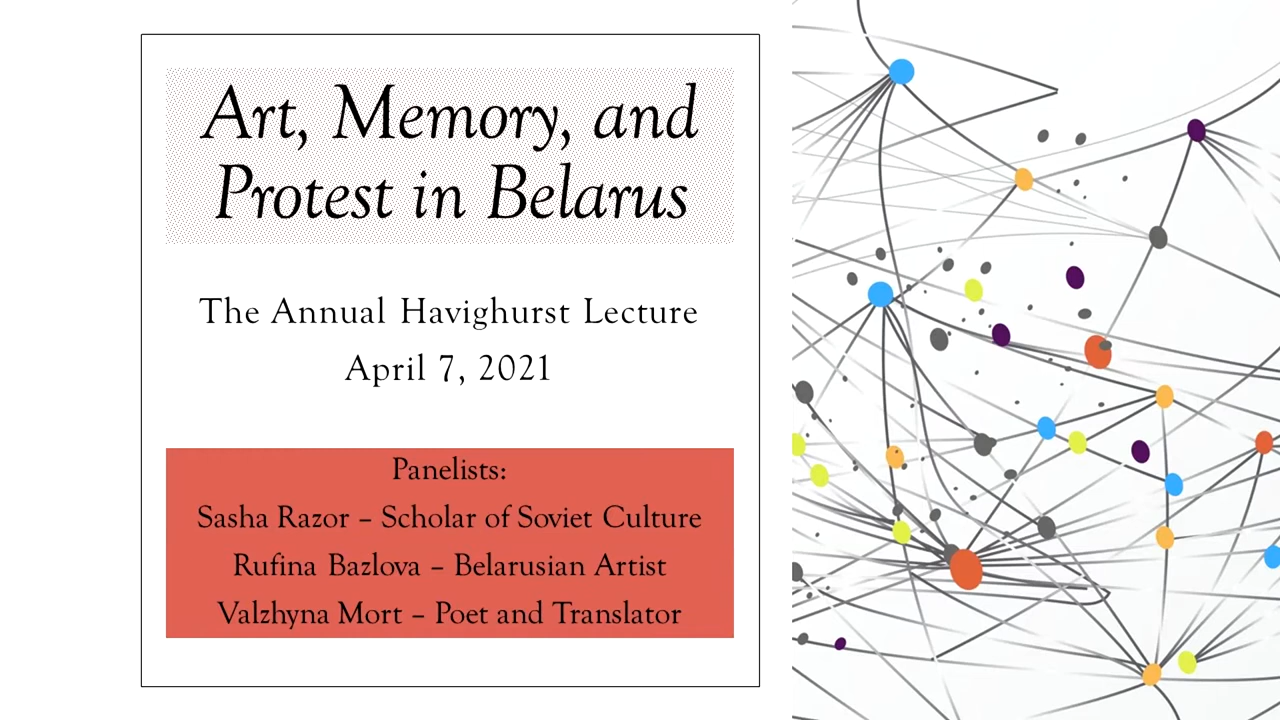 Art, Memory, and
Protest in Belarus
The Annual Havighurst Lecture
April 7, 2021
Panelists:
Sasha Razor – Scholar of Soviet Culture
Rufina Bazlova – Belarusian Artist
Valzhyna Mort – Poet and Translator